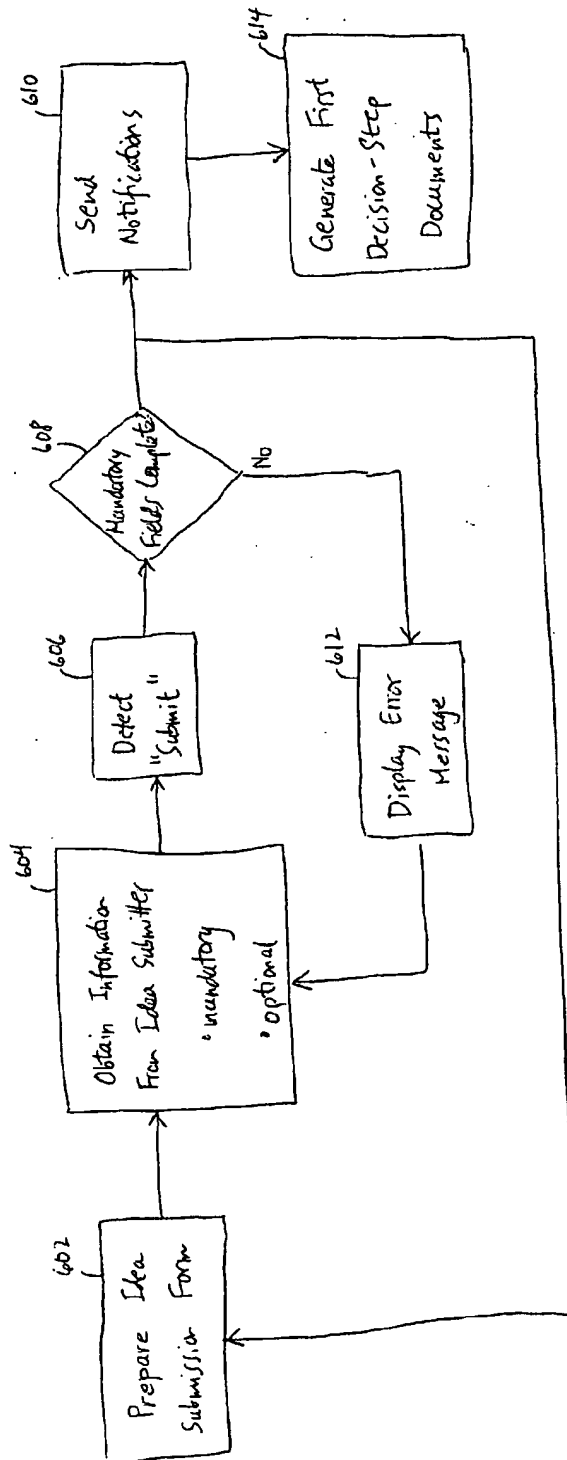 602
Prepare Idea
Submission Form
604
Obtain Information
From Idea Submitter
• mandatory
• optional
606
Detect
"Submit"
608
Mandatory
Fields Complete?
No
612
Display Error
Message
610
Send
Notifications
614
Generate First
Decision-Step
Documents